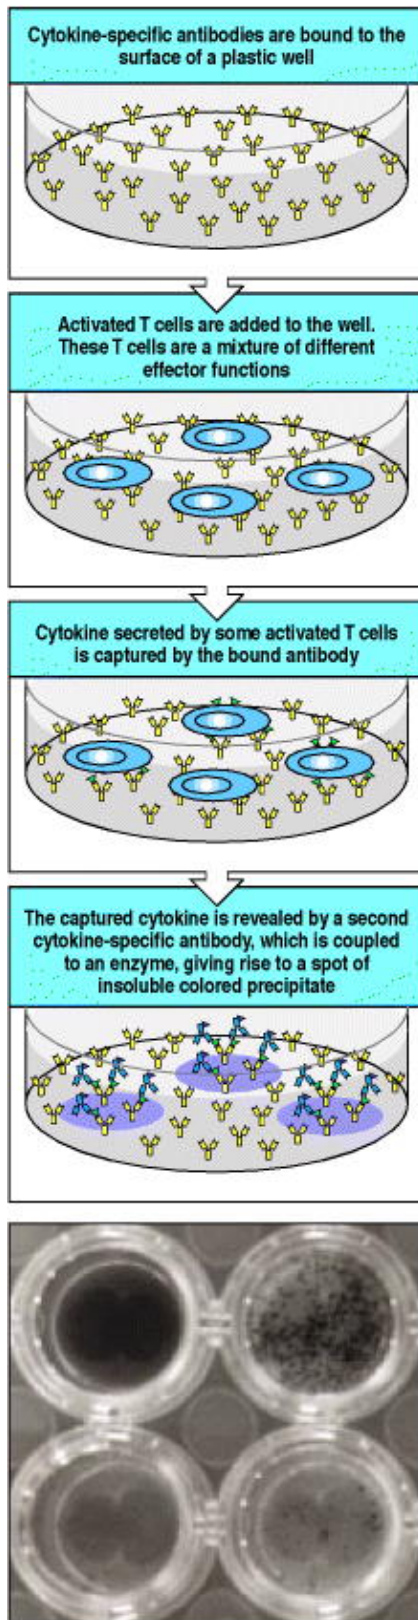 Cytokine-specific antibodies are bound to the
surface of a plastic well
Activated T cells are added to the well.
These T cells are a mixture of different
effector functions
Cytokine secreted by some activated T cells
is captured by the bound antibody
The captured cytokine is revealed by a second
cytokine-specific antibody, which is coupled
to an enzyme, giving rise to a spot of
insoluble colored precipitate